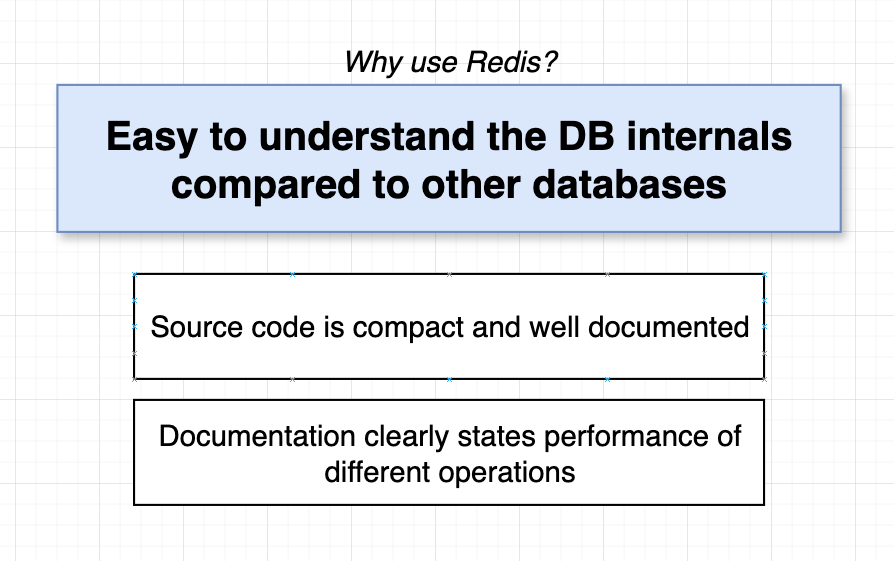 Why use Redis?
Easy to understand the DB internals
compared to other databases
Source code is compact and well documented
Documentation clearly states performance of
different operations